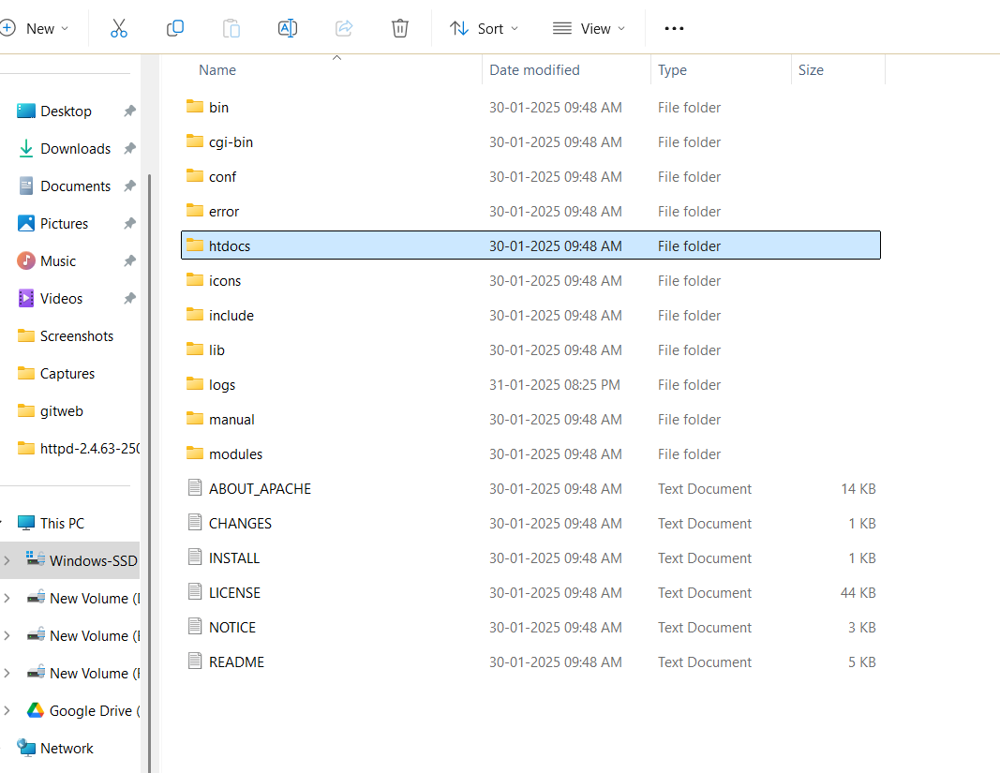 New
Sort
View
Name Date modified Type Size
Desktop
Downloads
Documents
Pictures
Music
Videos
Screenshots
Captures
gitweb
httpd-2.4.63-250
This PC
Windows-SSD
New Volume (
New Volume (
New Volume (
Google Drive (
Network
bin 30-01-2025 09:48 AM File folder
cgi-bin 30-01-2025 09:48 AM File folder
conf 30-01-2025 09:48 AM File folder
error 30-01-2025 09:48 AM File folder
htdocs 30-01-2025 09:48 AM File folder
icons 30-01-2025 09:48 AM File folder
include 30-01-2025 09:48 AM File folder
lib 30-01-2025 09:48 AM File folder
logs 31-01-2025 08:25 PM File folder
manual 30-01-2025 09:48 AM File folder
modules 30-01-2025 09:48 AM File folder
ABOUT_APACHE 30-01-2025 09:48 AM Text Document 14 KB
CHANGES 30-01-2025 09:48 AM Text Document 1 KB
INSTALL 30-01-2025 09:48 AM Text Document 1 KB
LICENSE 30-01-2025 09:48 AM Text Document 44 KB
NOTICE 30-01-2025 09:48 AM Text Document 3 KB
README 30-01-2025 09:48 AM Text Document 5 KB